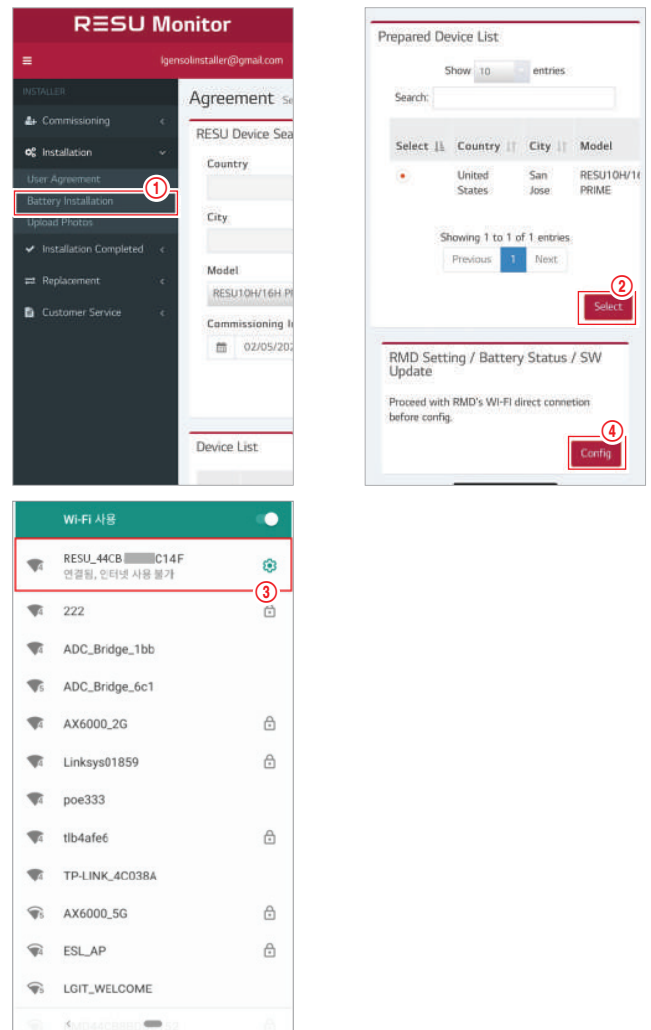 RESU Monitor
lgensolinstaller@gmail.com
INSTALLER
Commissioning
Installation
User Agreement
Battery Installation
①
Upload Photos
Installation Completed
Replacement
Customer Service
Agreement Se
RESU Device Sea
Country
City
Model
RESU10H/16H P
Commissioning I
02/05/202
Device List
Prepared Device List
Show 10 entries
Search:
Select Country City Model
United States San Jose RESU10H/16 PRIME
Showing 1 to 1 of 1 entries
Previous 1 Next
②
Select
RMD Setting / Battery Status / SW
Update
Proceed with RMD's WI-FI direct connetion
before config.
④
Config
Wi-Fi 사용
RESU_44CB C14F
연결됨, 인터넷 사용 불가
③
222
ADC_Bridge_1bb
ADC_Bridge_6c1
AX6000_2G
Linksys01859
poe333
tlb4afe6
TP-LINK_4C038A
AX6000_5G
ESL_AP
LGIT_WELCOME